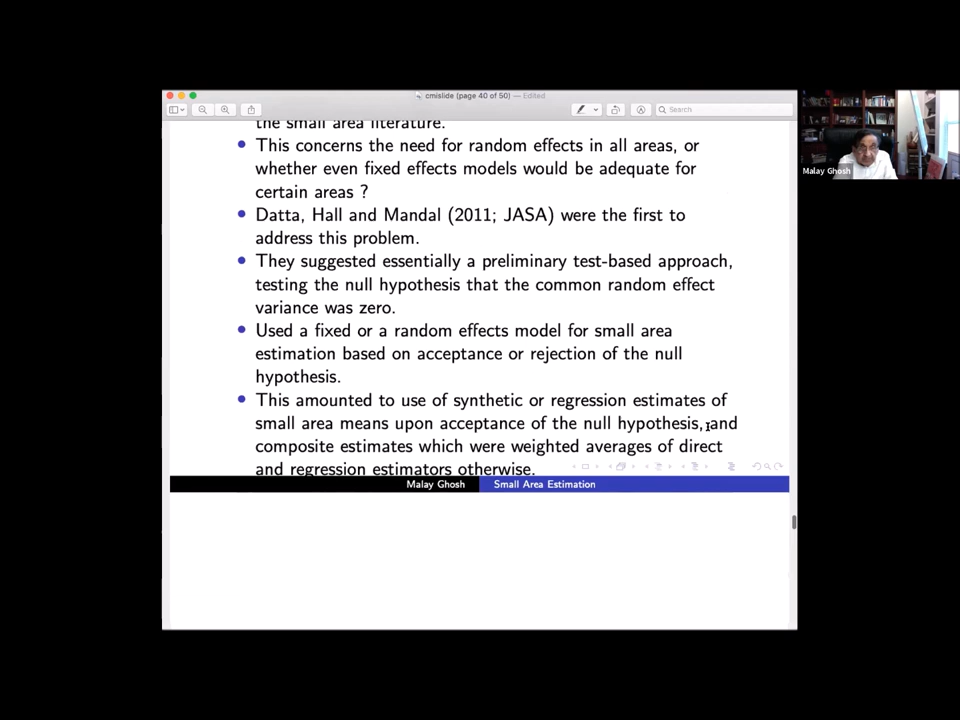 cmislide (page 40 of 50) — Edited
Search
the small area literature.
• This concerns the need for random effects in all areas, or
whether even fixed effects models would be adequate for
certain areas ?
• Datta, Hall and Mandal (2011; JASA) were the first to
address this problem.
• They suggested essentially a preliminary test-based approach,
testing the null hypothesis that the common random effect
variance was zero.
• Used a fixed or a random effects model for small area
estimation based on acceptance or rejection of the null
hypothesis.
• This amounted to use of synthetic or regression estimates of
small area means upon acceptance of the null hypothesis, and
composite estimates which were weighted averages of direct
and regression estimators otherwise.
Malay Ghosh Small Area Estimation
Malay Ghosh